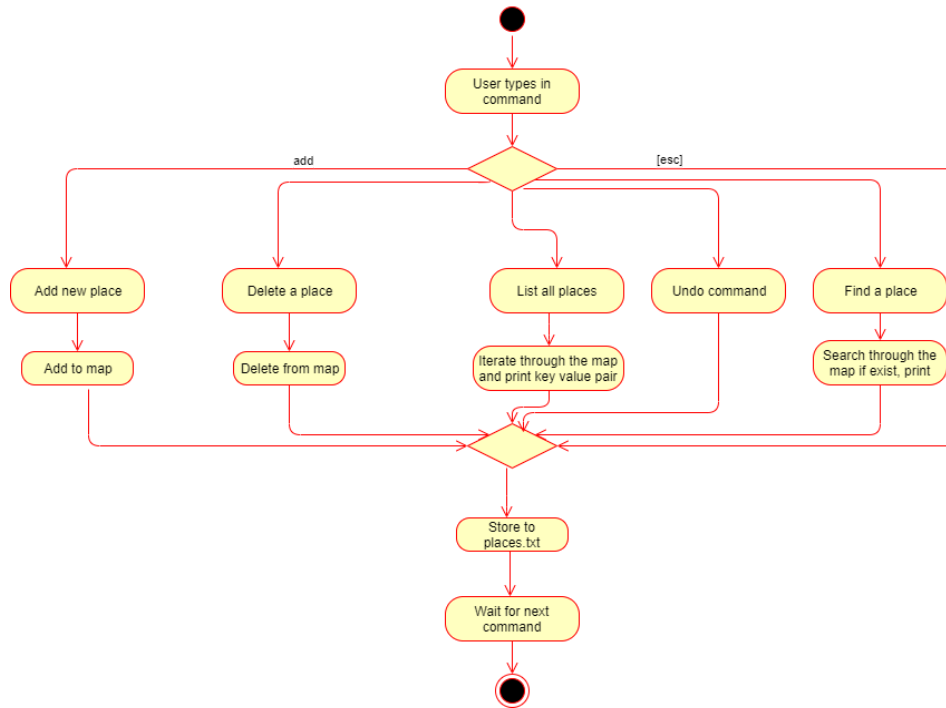 User types in
command
add
[esc]
Add new place
Delete a place
List all places
Undo command
Find a place
Add to map
Delete from map
Iterate through the map
and print key value pair
Search through the
map if exist, print
Store to
places.txt
Wait for next
command